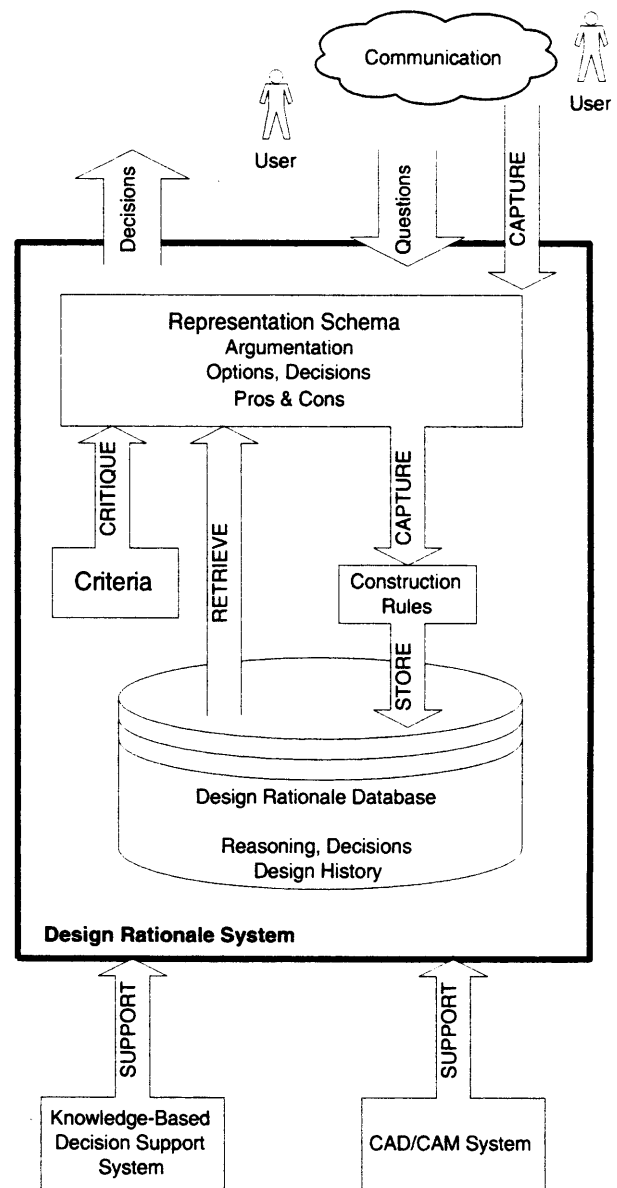 Communication
User
User
Decisions
Questions
CAPTURE
Representation Schema
Argumentation
Options, Decisions
Pros & Cons
CRITIQUE
RETRIEVE
CAPTURE
Criteria
Construction
Rules
STORE
Design Rationale Database
Reasoning, Decisions
Design History
Design Rationale System
SUPPORT
SUPPORT
Knowledge-Based
Decision Support
System
CAD/CAM System